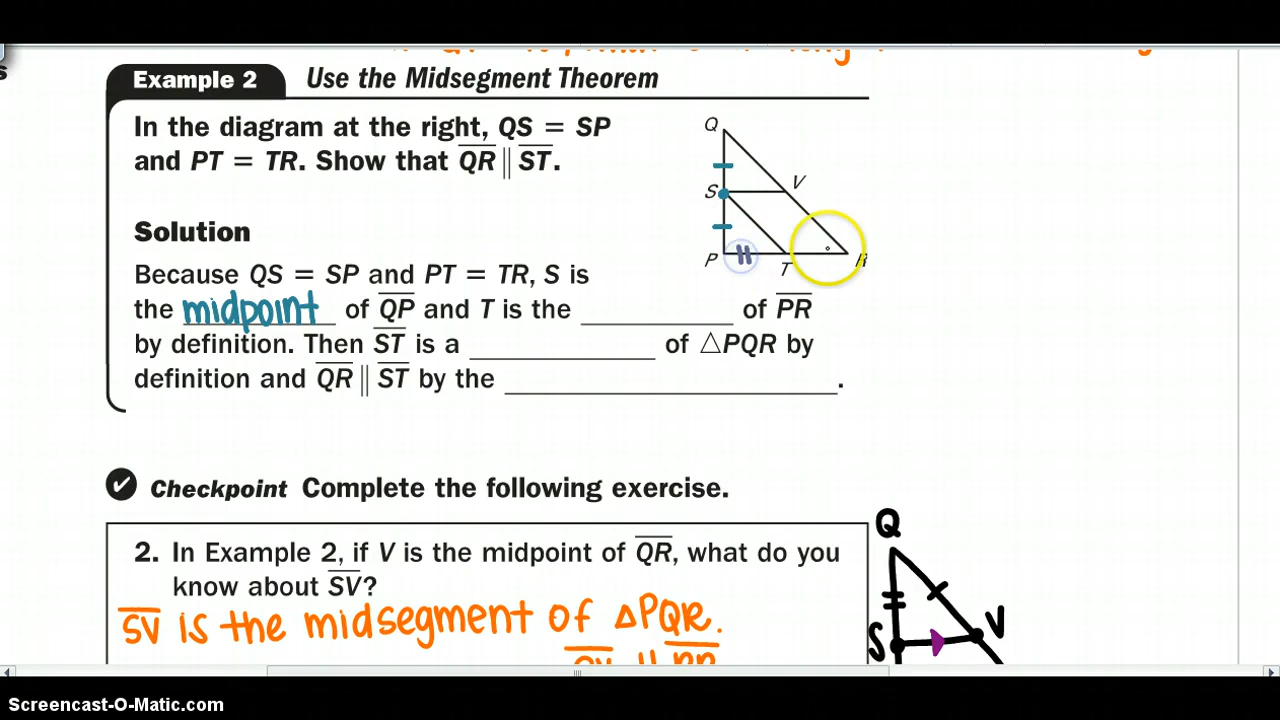 Example 2 Use the Midsegment Theorem
In the diagram at the right, QS = SP
and PT = TR. Show that QR || ST.
Q
S
V
P
T
R
Solution
Because QS = SP and PT = TR, S is
the midpoint of QP and T is the ____ of PR
by definition. Then ST is a ____ of △PQR by
definition and QR || ST by the ____.
✓ Checkpoint Complete the following exercise.
2. In Example 2, if V is the midpoint of QR, what do you
know about SV?
SV is the midsegment of △PQR.
Q
S
V
Screencast-O-Matic.com